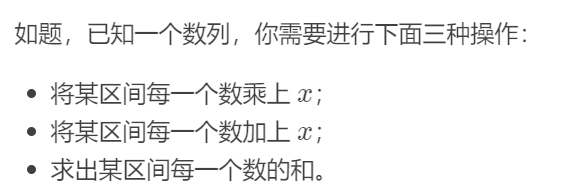 如题，已知一个数列，你需要进行下面三种操作：
• 将某区间每一个数乘上 x；
• 将某区间每一个数加上 x；
• 求出某区间每一个数的和。